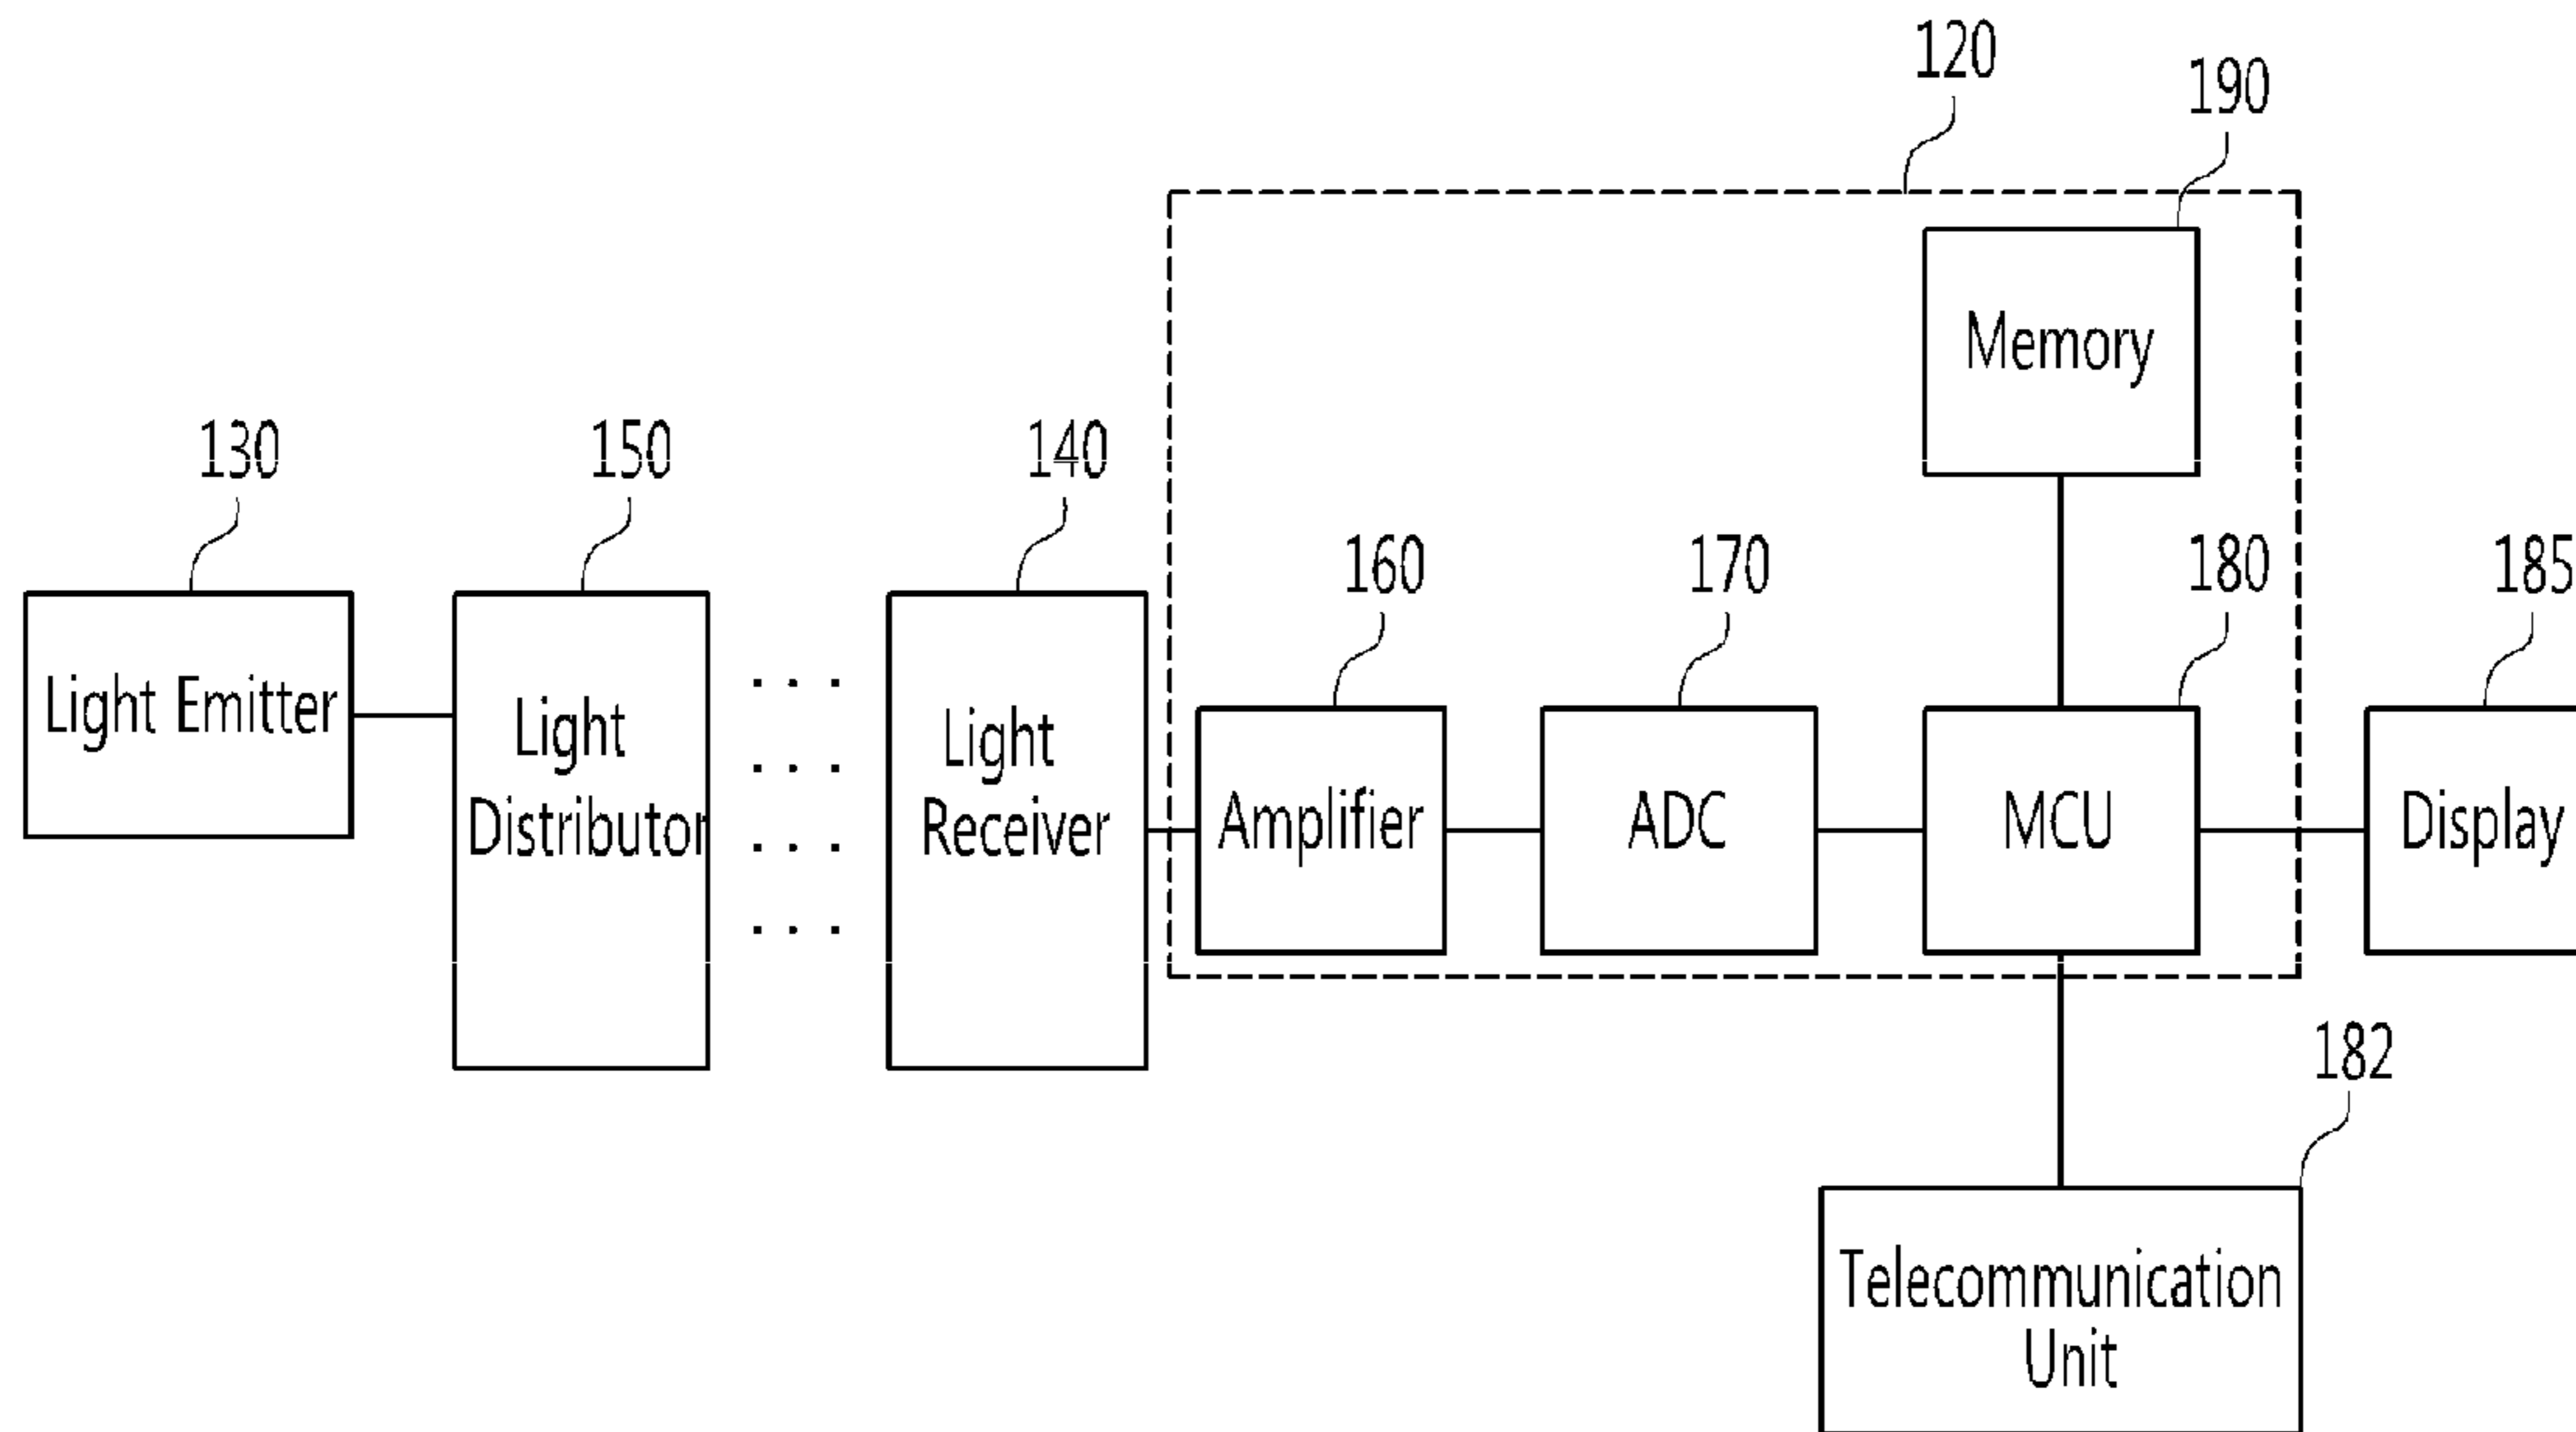 120
190
Memory
130
150
140
160
170
180
185
Light Emitter
Light
Distributor
. . .
. . .
. . .
. . .
Light
Receiver
Amplifier
ADC
MCU
Display
182
Telecommunication
Unit